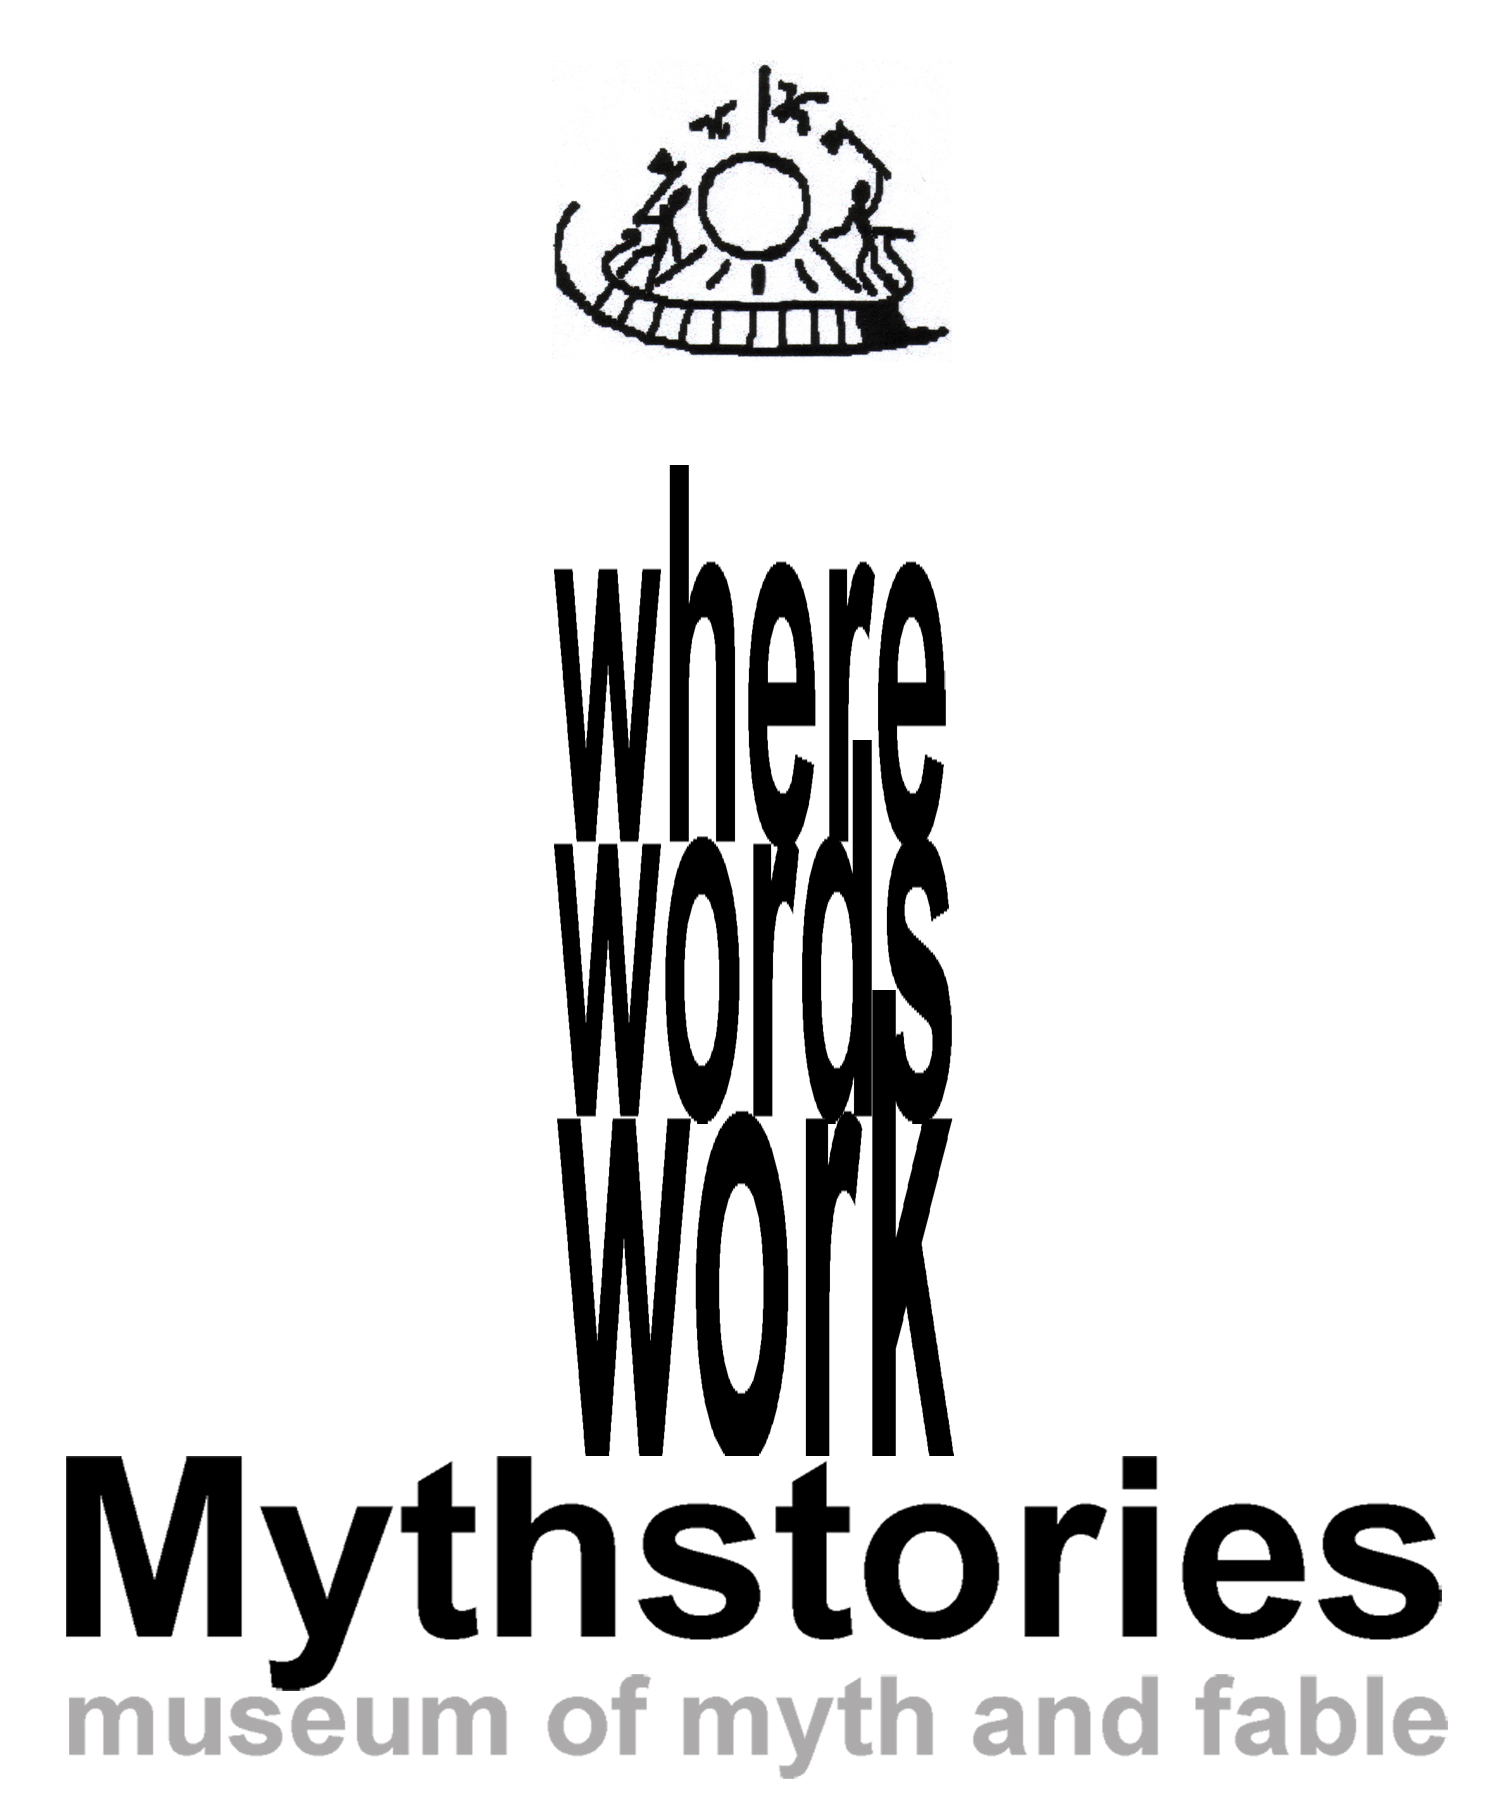 where
words
work
Mythstories
museum of myth and fable